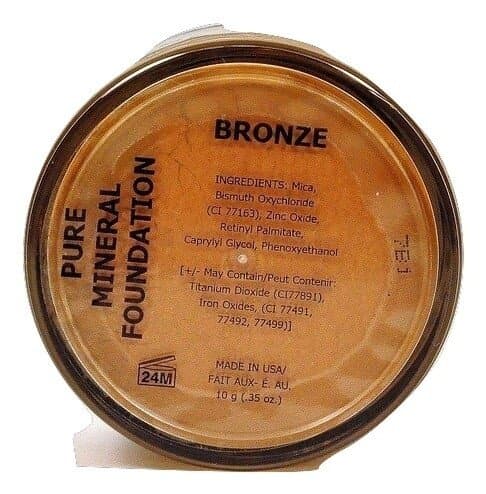 PURE
MINERAL
FOUNDATION
BRONZE
INGREDIENTS: Mica,
Bismuth Oxychloride
(CI 77163), Zinc Oxide,
Retinyl Palmitate,
Caprylyl Glycol, Phenoxyethanol
[+/- May Contain/Peut Contenir:
Titanium Dioxide (CI77891),
Iron Oxides, (CI 77491,
77492, 77499)]
24M
MADE IN USA/
FAIT AUX- É. AU.
10 g (.35 oz.)